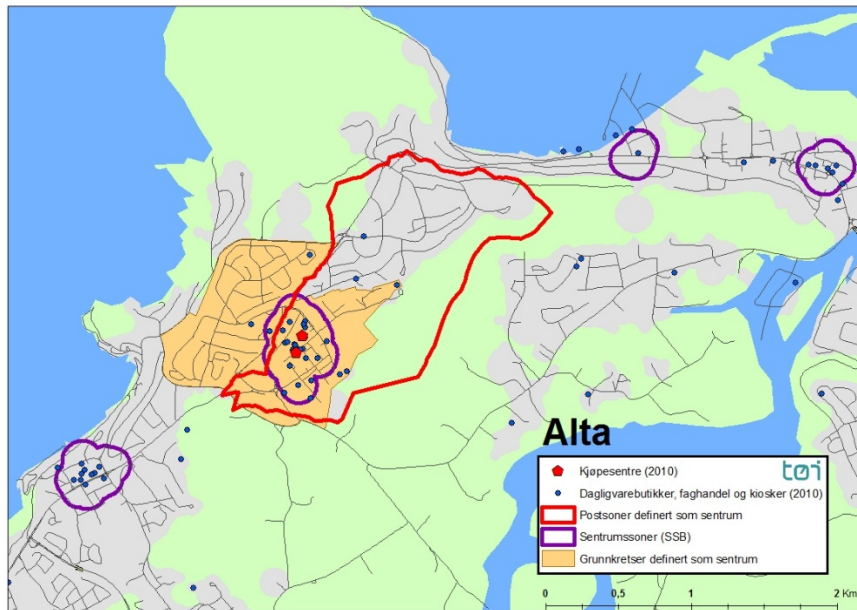 Alta
tøi
Kjøpesentre (2010)
Dagligvarebutikker, faghandel og kiosker (2010)
Postsoner definert som sentrum
Sentrumssoner (SSB)
Grunnkretser definert som sentrum
0 0,5 1 2 Km